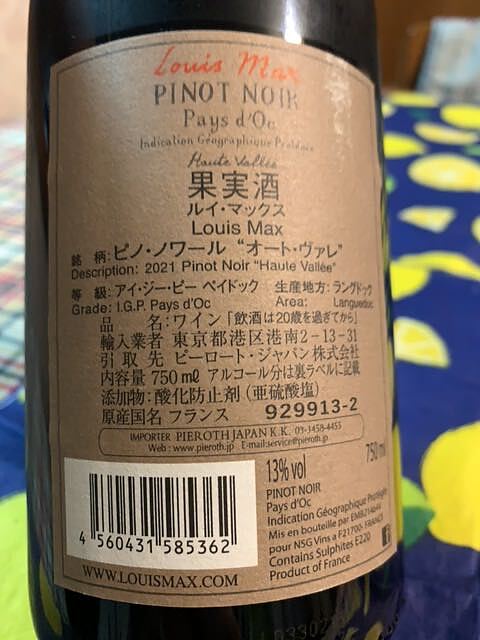 Louis Max
PINOT NOIR
Pays d'Oc
Indication Géographique Protégée
Haute Vallée
果実酒
ルイ・マックス
Louis Max
銘 柄: ピノ・ノワール “オート・ヴァレ”
Description: 2021 Pinot Noir “Haute Vallée”
等 級: アイ・ジー・ピー ペイドック 生産地方: ラングドック
Grade: I.G.P. Pays d'Oc Area: Languedoc
品 名: ワイン「飲酒は20歳を過ぎてから」
輸入業者 東京都港区港南2-13-31
引取先 ピーロート・ジャパン株式会社
内容量 750㎖ アルコール分は裏ラベルに記載
添加物: 酸化防止剤 (亜硫酸塩)
原産国名 フランス 929913-2
IMPORTER PIEROTH JAPAN K.K. 03-3458-4455
Web : www.pieroth.jp E-mail:service@pieroth.jp
4 560431 585362
WWW.LOUISMAX.COM
13% vol 750 ml
PINOT NOIR
Pays d'Oc
Indication Géographique Protégée
Mis en bouteille par EMB21464
pour NSG Vins a F21700- FRANCE
Contains Sulphites E220
Product of France